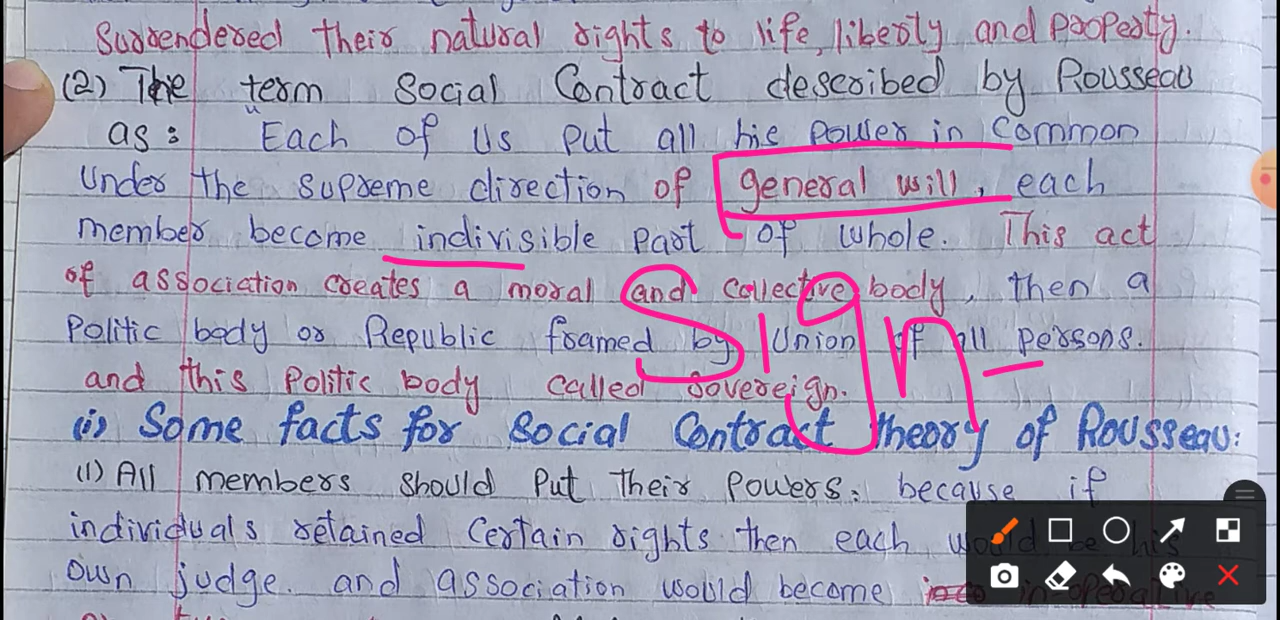 Surrendered their natural rights to life, liberty and property.
(2) The term Social Contract described by Rousseau
as: "Each of us put all his power in common
under the supreme direction of general will, each
member become indivisible part of whole. This act
of association creates a moral and collective body, then a
Politic body or Republic framed by Union of all persons.
and this Politic body called Sovereign.
Sign-
(i) Some facts for Social Contract theory of Rousseau:
(1) All members should put their powers: because if
individuals retained certain rights then each would be his
own judge. and association would become inoperative